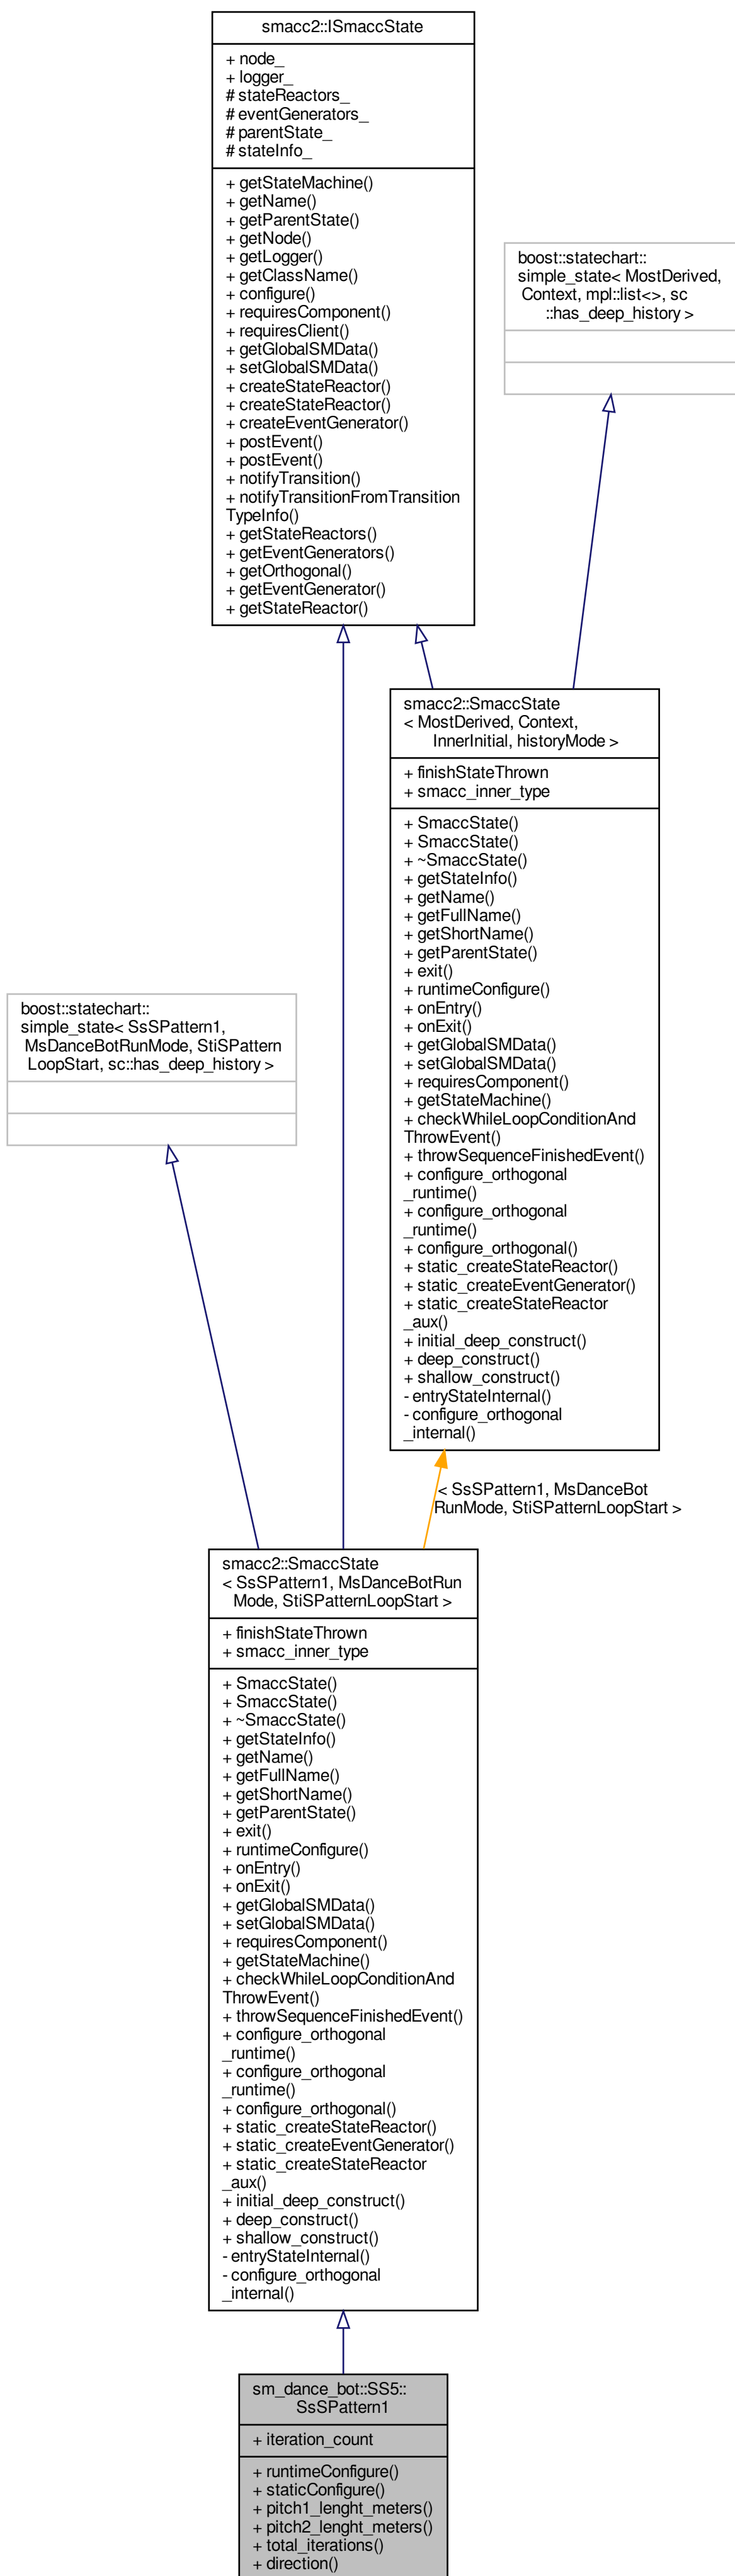 smacc2::ISmaccState
+ node_
+ logger_
# stateReactors_
# eventGenerators_
# parentState_
# stateInfo_
+ getStateMachine()
+ getName()
+ getParentState()
+ getNode()
+ getLogger()
+ getClassName()
+ configure()
+ requiresComponent()
+ requiresClient()
+ getGlobalSMData()
+ setGlobalSMData()
+ createStateReactor()
+ createStateReactor()
+ createEventGenerator()
+ postEvent()
+ postEvent()
+ notifyTransition()
+ notifyTransitionFromTransition
TypeInfo()
+ getStateReactors()
+ getEventGenerators()
+ getOrthogonal()
+ getEventGenerator()
+ getStateReactor()
boost::statechart::
simple_state< MostDerived,
Context, mpl::list<>, sc
::has_deep_history >
smacc2::SmaccState
< MostDerived, Context,
InnerInitial, historyMode >
+ finishStateThrown
+ smacc_inner_type
+ SmaccState()
+ SmaccState()
+ ~SmaccState()
+ getStateInfo()
+ getName()
+ getFullName()
+ getShortName()
+ getParentState()
+ exit()
+ runtimeConfigure()
+ onEntry()
+ onExit()
+ getGlobalSMData()
+ setGlobalSMData()
+ requiresComponent()
+ getStateMachine()
+ checkWhileLoopConditionAnd
ThrowEvent()
+ throwSequenceFinishedEvent()
+ configure_orthogonal
_runtime()
+ configure_orthogonal
_runtime()
+ configure_orthogonal()
+ static_createStateReactor()
+ static_createEventGenerator()
+ static_createStateReactor
_aux()
+ initial_deep_construct()
+ deep_construct()
+ shallow_construct()
- entryStateInternal()
- configure_orthogonal
_internal()
boost::statechart::
simple_state< SsSPattern1,
MsDanceBotRunMode, StiSPattern
LoopStart, sc::has_deep_history >
< SsSPattern1, MsDanceBot
RunMode, StiSPatternLoopStart >
smacc2::SmaccState
< SsSPattern1, MsDanceBotRun
Mode, StiSPatternLoopStart >
+ finishStateThrown
+ smacc_inner_type
+ SmaccState()
+ SmaccState()
+ ~SmaccState()
+ getStateInfo()
+ getName()
+ getFullName()
+ getShortName()
+ getParentState()
+ exit()
+ runtimeConfigure()
+ onEntry()
+ onExit()
+ getGlobalSMData()
+ setGlobalSMData()
+ requiresComponent()
+ getStateMachine()
+ checkWhileLoopConditionAnd
ThrowEvent()
+ throwSequenceFinishedEvent()
+ configure_orthogonal
_runtime()
+ configure_orthogonal
_runtime()
+ configure_orthogonal()
+ static_createStateReactor()
+ static_createEventGenerator()
+ static_createStateReactor
_aux()
+ initial_deep_construct()
+ deep_construct()
+ shallow_construct()
- entryStateInternal()
- configure_orthogonal
_internal()
sm_dance_bot::SS5::
SsSPattern1
+ iteration_count
+ runtimeConfigure()
+ staticConfigure()
+ pitch1_lenght_meters()
+ pitch2_lenght_meters()
+ total_iterations()
+ direction()